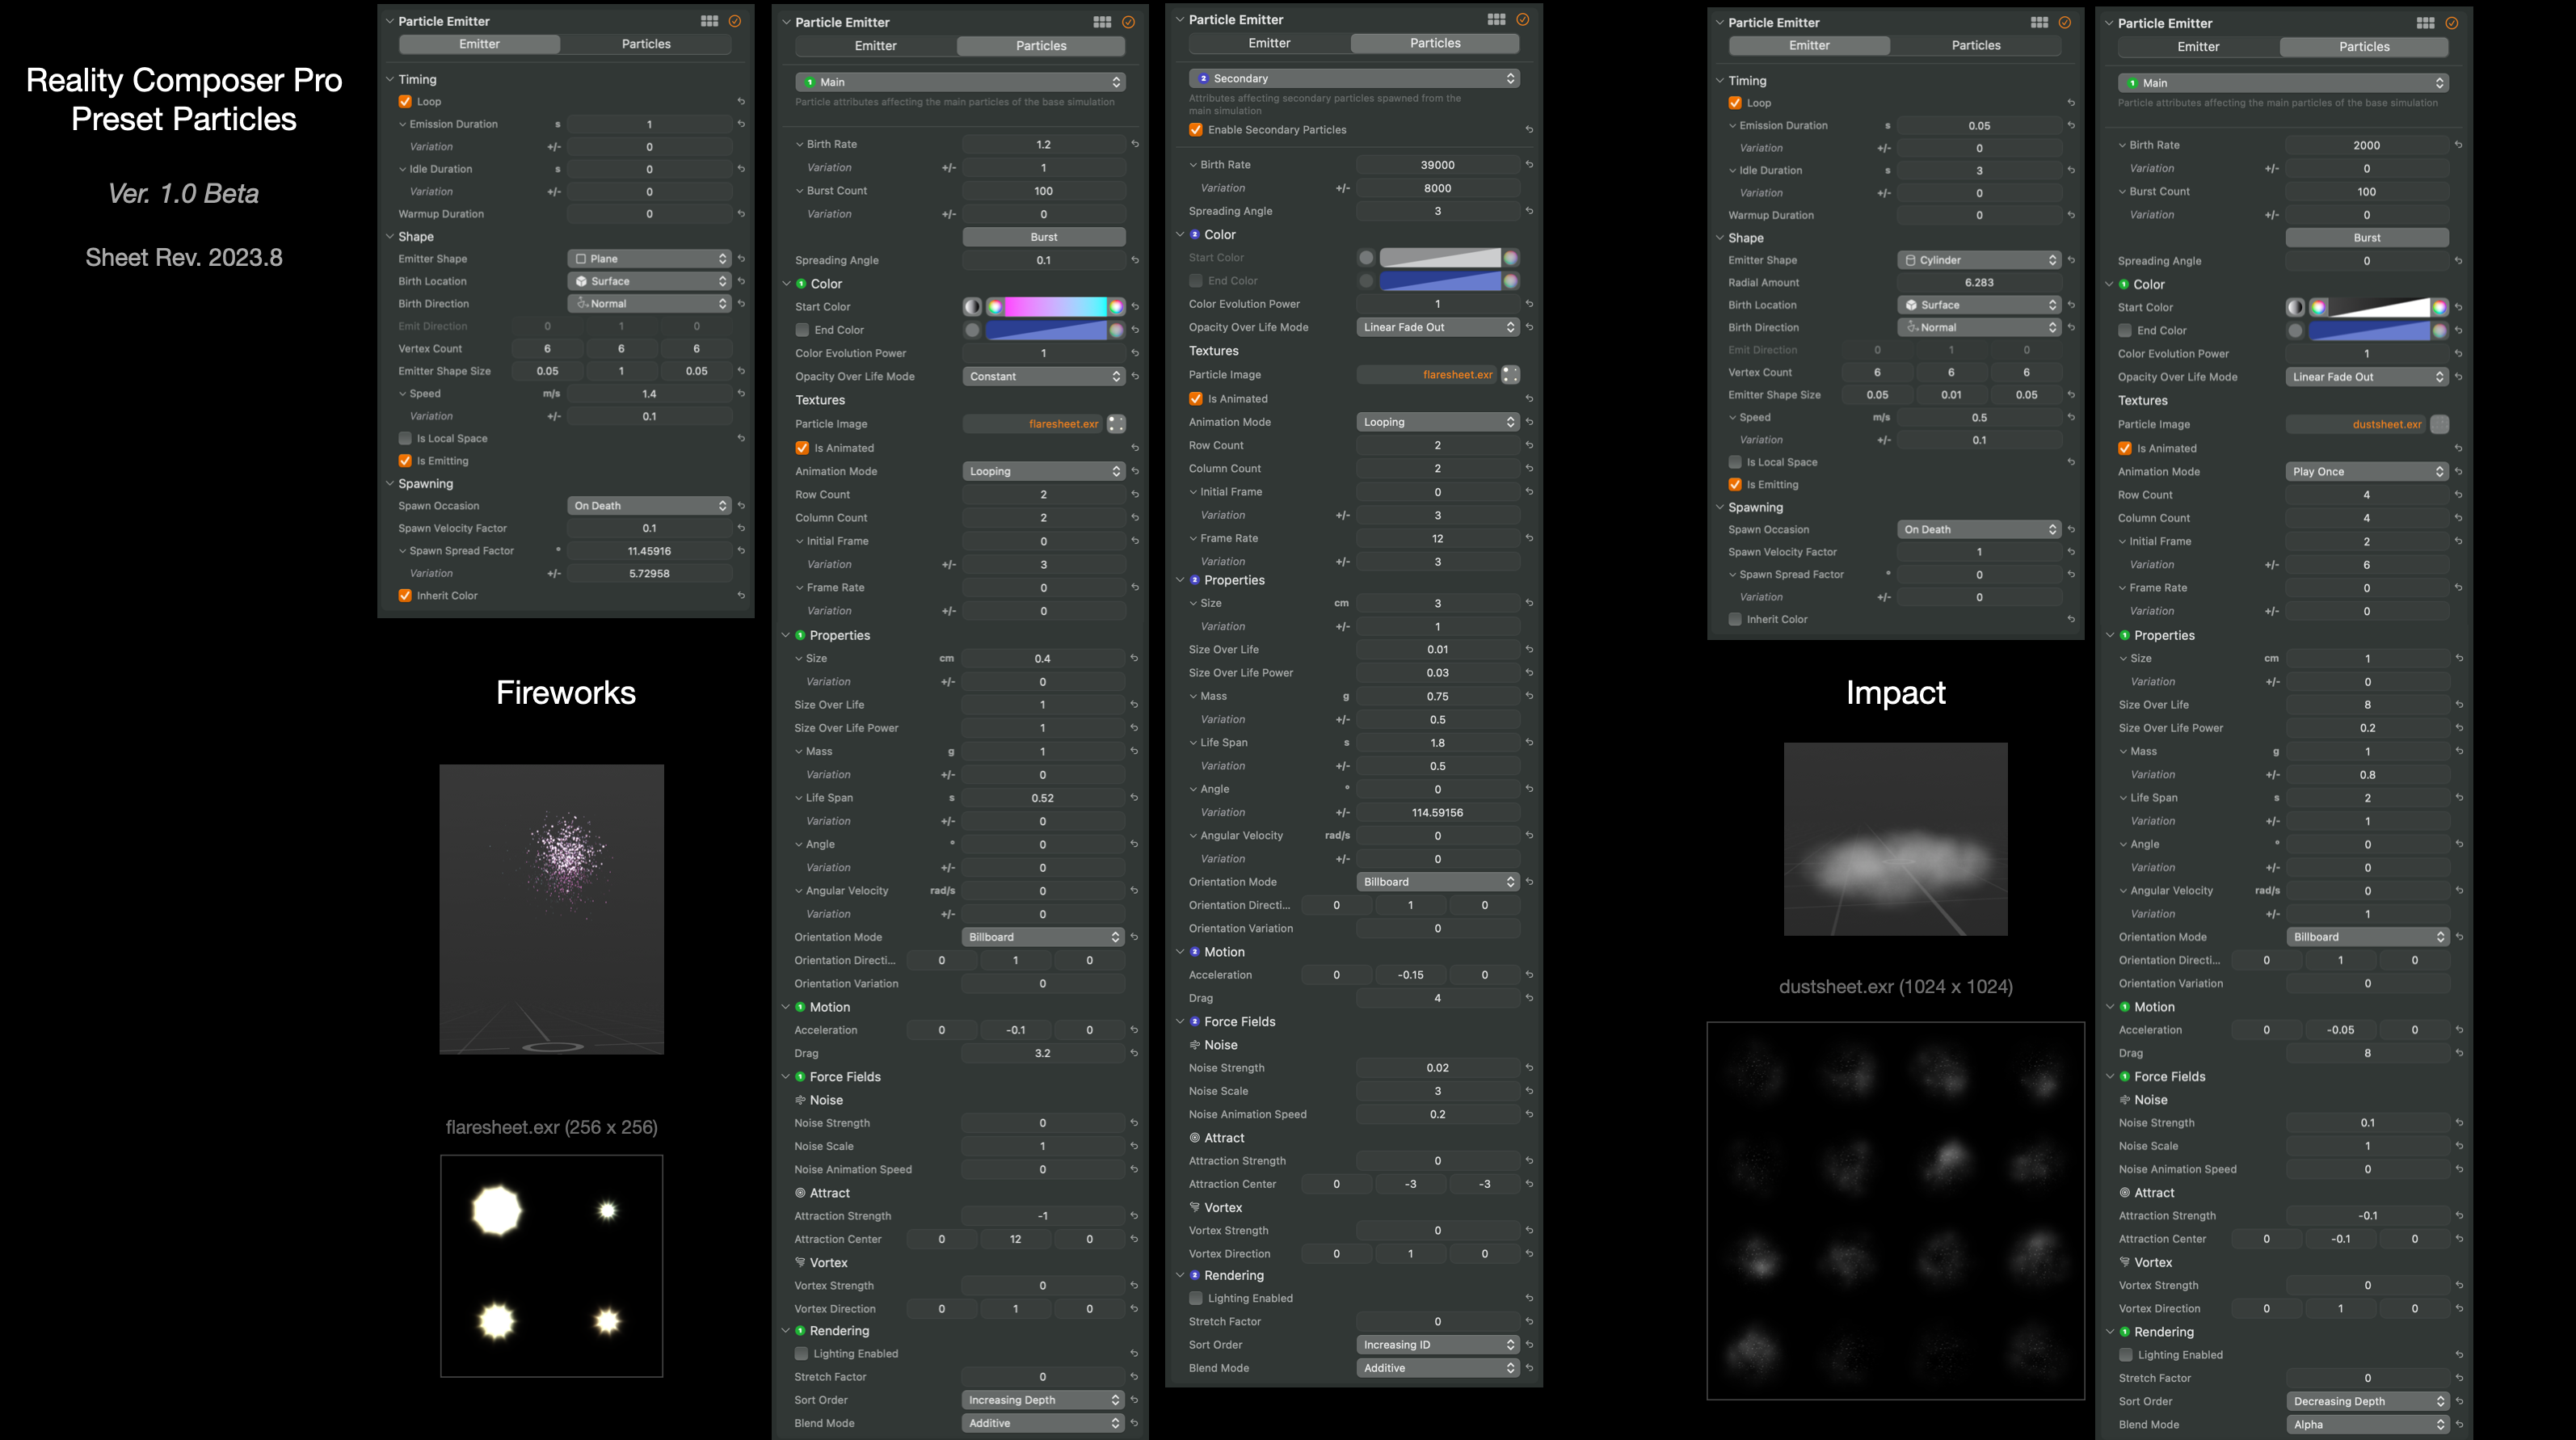 Reality Composer Pro
Preset Particles
Ver. 1.0 Beta
Sheet Rev. 2023.8
Particle Emitter
Emitter Particles
Timing
Loop
Emission Duration s 1
Variation +/- 0
Idle Duration s 0
Variation +/- 0
Warmup Duration 0
Shape
Emitter Shape Plane
Birth Location Surface
Birth Direction Normal
Emit Direction 0 1 0
Vertex Count 6 6 6
Emitter Shape Size 0.05 1 0.05
Speed m/s 1.4
Variation +/- 0.1
Is Local Space
Is Emitting
Spawning
Spawn Occasion On Death
Spawn Velocity Factor 0.1
Spawn Spread Factor ° 11.45916
Variation +/- 5.72958
Inherit Color
Fireworks
flaresheet.exr (256 x 256)
Particle Emitter
Emitter Particles
1 Main
Particle attributes affecting the main particles of the base simulation
Birth Rate 1.2
Variation +/- 1
Burst Count 100
Variation +/- 0
Burst
Spreading Angle 0.1
1 Color
Start Color
End Color
Color Evolution Power 1
Opacity Over Life Mode Constant
Textures
Particle Image flaresheet.exr
Is Animated
Animation Mode Looping
Row Count 2
Column Count 2
Initial Frame 0
Variation +/- 3
Frame Rate 0
Variation +/- 0
1 Properties
Size cm 0.4
Variation +/- 0
Size Over Life 1
Size Over Life Power 1
Mass g 1
Variation +/- 0
Life Span s 0.52
Variation +/- 0
Angle ° 0
Variation +/- 0
Angular Velocity rad/s 0
Variation +/- 0
Orientation Mode Billboard
Orientation Directi... 0 1 0
Orientation Variation 0
1 Motion
Acceleration 0 -0.1 0
Drag 3.2
1 Force Fields
Noise
Noise Strength 0
Noise Scale 1
Noise Animation Speed 0
Attract
Attraction Strength -1
Attraction Center 0 12 0
Vortex
Vortex Strength 0
Vortex Direction 0 1 0
1 Rendering
Lighting Enabled
Stretch Factor 0
Sort Order Increasing Depth
Blend Mode Additive
Particle Emitter
Emitter Particles
2 Secondary
Attributes affecting secondary particles spawned from the
main simulation
Enable Secondary Particles
Birth Rate 39000
Variation +/- 8000
Spreading Angle 3
2 Color
Start Color
End Color
Color Evolution Power 1
Opacity Over Life Mode Linear Fade Out
Textures
Particle Image flaresheet.exr
Is Animated
Animation Mode Looping
Row Count 2
Column Count 2
Initial Frame 0
Variation +/- 3
Frame Rate 12
Variation +/- 3
2 Properties
Size cm 3
Variation +/- 1
Size Over Life 0.01
Size Over Life Power 0.03
Mass g 0.75
Variation +/- 0.5
Life Span s 1.8
Variation +/- 0.5
Angle ° 0
Variation +/- 114.59156
Angular Velocity rad/s 0
Variation +/- 0
Orientation Mode Billboard
Orientation Directi... 0 1 0
Orientation Variation 0
2 Motion
Acceleration 0 -0.15 0
Drag 4
2 Force Fields
Noise
Noise Strength 0.02
Noise Scale 3
Noise Animation Speed 0.2
Attract
Attraction Strength 0
Attraction Center 0 -3 -3
Vortex
Vortex Strength 0
Vortex Direction 0 1 0
2 Rendering
Lighting Enabled
Stretch Factor 0
Sort Order Increasing ID
Blend Mode Additive
Particle Emitter
Emitter Particles
Timing
Loop
Emission Duration s 0.05
Variation +/- 0
Idle Duration s 3
Variation +/- 0
Warmup Duration 0
Shape
Emitter Shape Cylinder
Radial Amount 6.283
Birth Location Surface
Birth Direction Normal
Emit Direction 0 1 0
Vertex Count 6 6 6
Emitter Shape Size 0.05 0.01 0.05
Speed m/s 0.5
Variation +/- 0.1
Is Local Space
Is Emitting
Spawning
Spawn Occasion On Death
Spawn Velocity Factor 1
Spawn Spread Factor ° 0
Variation +/- 0
Inherit Color
Impact
dustsheet.exr (1024 x 1024)
Particle Emitter
Emitter Particles
1 Main
Particle attributes affecting the main particles of the base simulation
Birth Rate 2000
Variation +/- 0
Burst Count 100
Variation +/- 0
Burst
Spreading Angle 0
1 Color
Start Color
End Color
Color Evolution Power 1
Opacity Over Life Mode Linear Fade Out
Textures
Particle Image dustsheet.exr
Is Animated
Animation Mode Play Once
Row Count 4
Column Count 4
Initial Frame 2
Variation +/- 6
Frame Rate 0
Variation +/- 0
1 Properties
Size cm 1
Variation +/- 0
Size Over Life 8
Size Over Life Power 0.2
Mass g 1
Variation +/- 0.8
Life Span s 2
Variation +/- 1
Angle ° 0
Variation +/- 0
Angular Velocity rad/s 0
Variation +/- 1
Orientation Mode Billboard
Orientation Directi... 0 1 0
Orientation Variation 0
1 Motion
Acceleration 0 -0.05 0
Drag 8
1 Force Fields
Noise
Noise Strength 0.1
Noise Scale 1
Noise Animation Speed 0
Attract
Attraction Strength -0.1
Attraction Center 0 -0.1 0
Vortex
Vortex Strength 0
Vortex Direction 0 1 0
1 Rendering
Lighting Enabled
Stretch Factor 0
Sort Order Decreasing Depth
Blend Mode Alpha